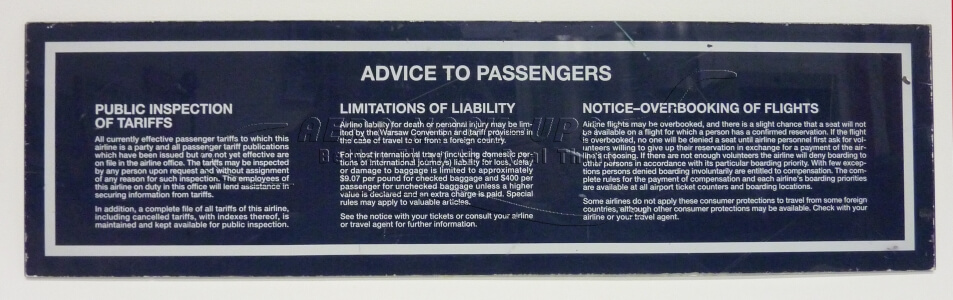 ADVICE TO PASSENGERS
PUBLIC INSPECTION
OF TARIFFS
All currently effective passenger tariffs to which this
airline is a party and all passenger tariff publications
which have been issued but are not yet effective are
on file in the airline office. The tariffs may be inspected
by any person upon request and without assignment
of any reason for such inspection. The employees of
this airline on duty in this office will lend assistance in
securing information from tariffs.
In addition, a complete file of all tariffs of this airline,
including cancelled tariffs, with indexes thereof, is
maintained and kept available for public inspection.
LIMITATIONS OF LIABILITY
Airline liability for death or personal injury may be lim-
ited by the Warsaw Convention and tariff provisions in
the case of travel to or from a foreign country.
For most international travel (including domestic por-
tions of international journeys) liability for loss, delay
or damage to baggage is limited to approximately
$9.07 per pound for checked baggage and $400 per
passenger for unchecked baggage unless a higher
value is declared and an extra charge is paid. Special
rules may apply to valuable articles.
See the notice with your tickets or consult your airline
or travel agent for further information.
NOTICE–OVERBOOKING OF FLIGHTS
Airline flights may be overbooked, and there is a slight chance that a seat will not
be available on a flight for which a person has a confirmed reservation. If the flight
is overbooked, no one will be denied a seat until airline personnel first ask for vol-
unteers willing to give up their reservation in exchange for a payment of the air-
line's choosing. If there are not enough volunteers the airline will deny boarding to
other persons in accordance with its particular boarding priority. With few excep-
tions persons denied boarding involuntarily are entitled to compensation. The com-
plete rules for the payment of compensation and each airline's boarding priorities
are available at all airport ticket counters and boarding locations.
Some airlines do not apply these consumer protections to travel from some foreign
countries, although other consumer protections may be available. Check with your
airline or your travel agent.